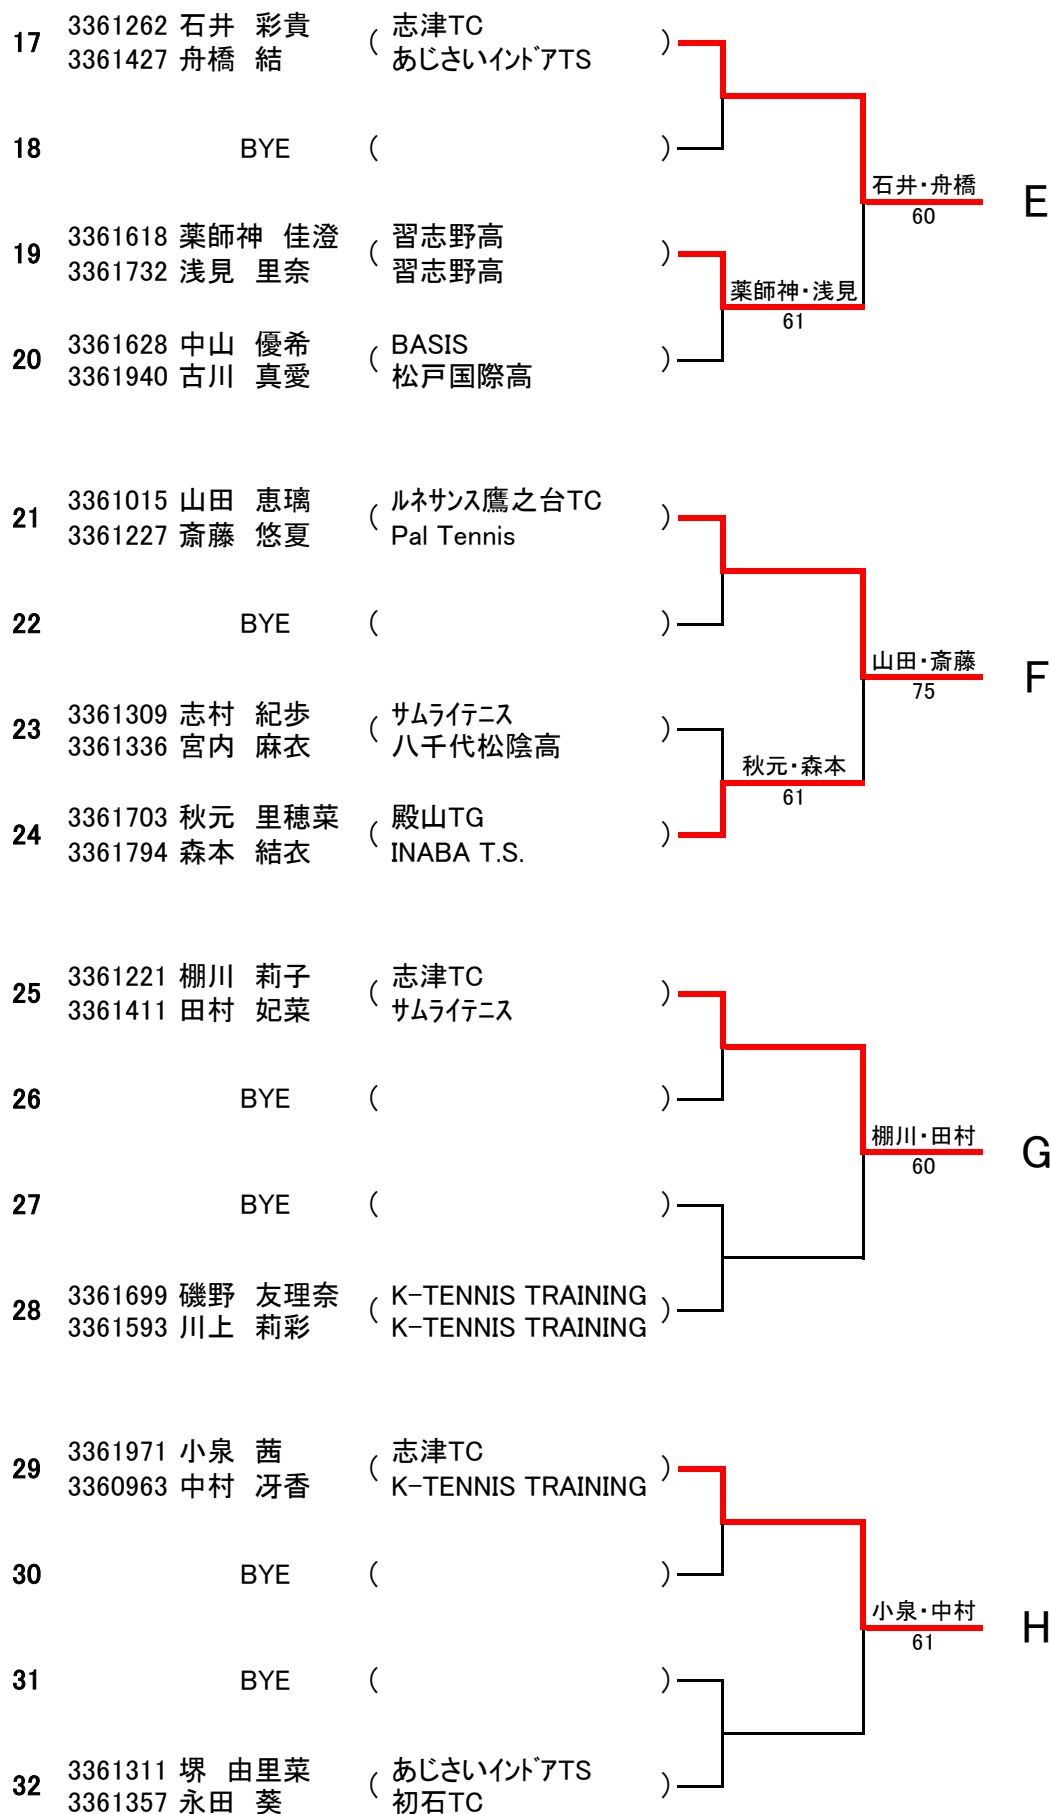 17 3361262 石井 彩貴 ( 志津TC )
3361427 舟橋 結 あじさいｲﾝﾄﾞｱTS
18 BYE ( )
石井・舟橋
60
E
19 3361618 薬師神 佳澄 ( 習志野高 )
3361732 浅見 里奈 習志野高
薬師神・浅見
61
20 3361628 中山 優希 ( BASIS )
3361940 古川 真愛 松戸国際高
21 3361015 山田 恵璃 ( ﾙﾈｻﾝｽ鷹之台TC )
3361227 斎藤 悠夏 Pal Tennis
22 BYE ( )
山田・斎藤
75
F
23 3361309 志村 紀歩 ( ｻﾑﾗｲﾃﾆｽ )
3361336 宮内 麻衣 八千代松陰高
秋元・森本
61
24 3361703 秋元 里穂菜 ( 殿山TG )
3361794 森本 結衣 INABA T.S.
25 3361221 棚川 莉子 ( 志津TC )
3361411 田村 妃菜 ｻﾑﾗｲﾃﾆｽ
26 BYE ( )
棚川・田村
60
G
27 BYE ( )
28 3361699 磯野 友理奈 ( K-TENNIS TRAINING )
3361593 川上 莉彩 K-TENNIS TRAINING
29 3361971 小泉 茜 ( 志津TC )
3360963 中村 冴香 K-TENNIS TRAINING
30 BYE ( )
小泉・中村
61
H
31 BYE ( )
32 3361311 堺 由里菜 ( あじさいｲﾝﾄﾞｱTS )
3361357 永田 葵 初石TC